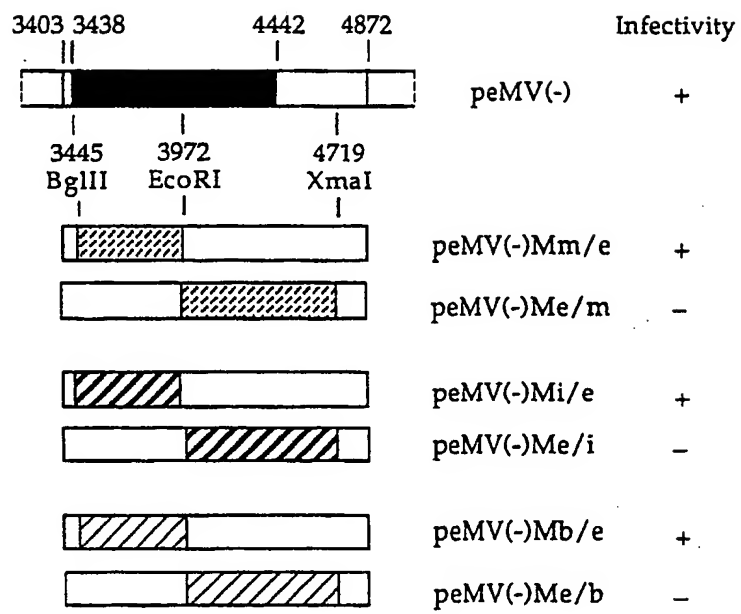 3403 3438 4442 4872 Infectivity
peMV(-) +
3445 3972 4719
BglII EcoRI XmaI
peMV(-)Mm/e +
peMV(-)Me/m –
peMV(-)Mi/e +
peMV(-)Me/i –
peMV(-)Mb/e +
peMV(-)Me/b –